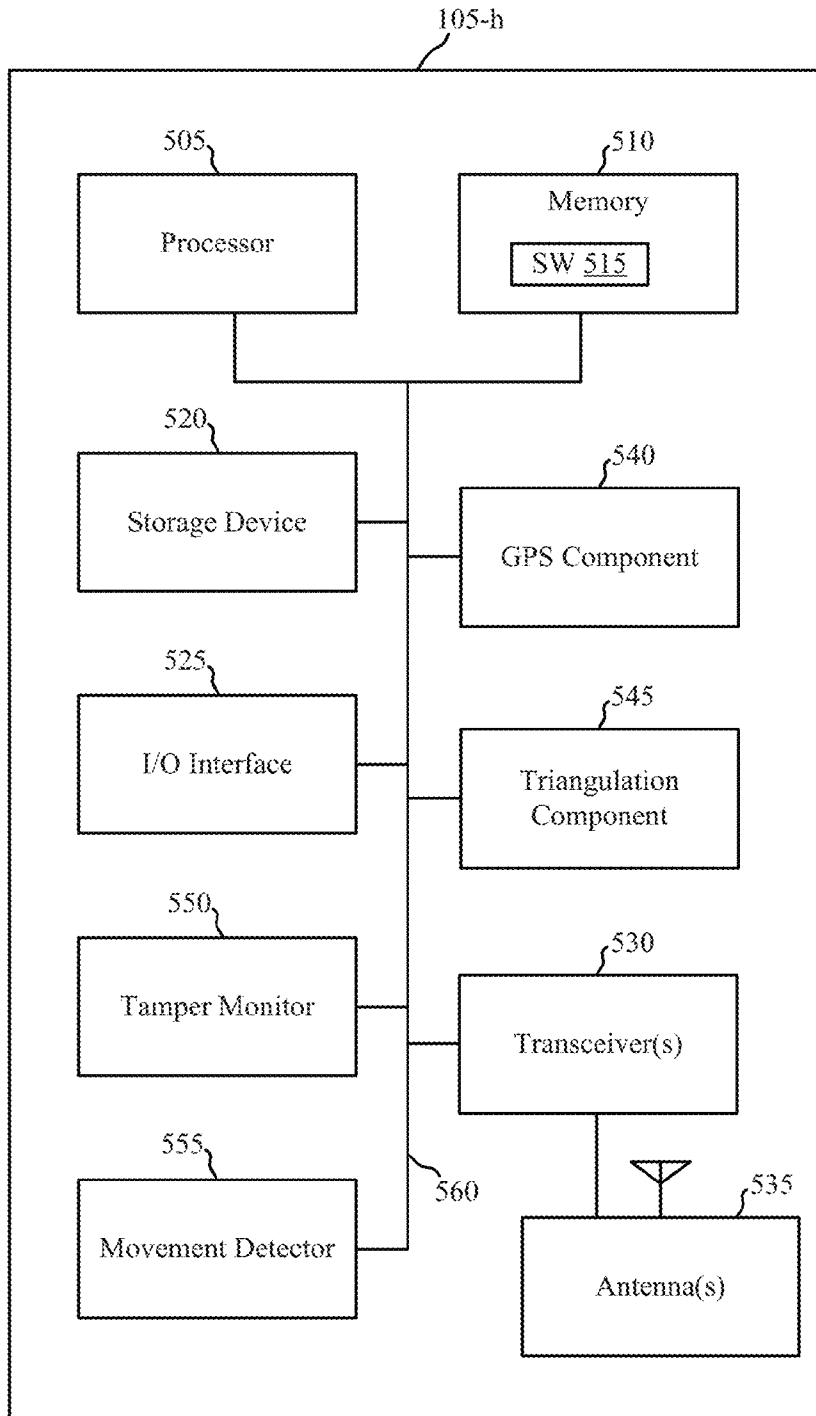 105-h
505
Processor
510
Memory
SW 515
520
Storage Device
540
GPS Component
525
I/O Interface
545
Triangulation
Component
550
Tamper Monitor
530
Transceiver(s)
555
Movement Detector
560
535
Antenna(s)